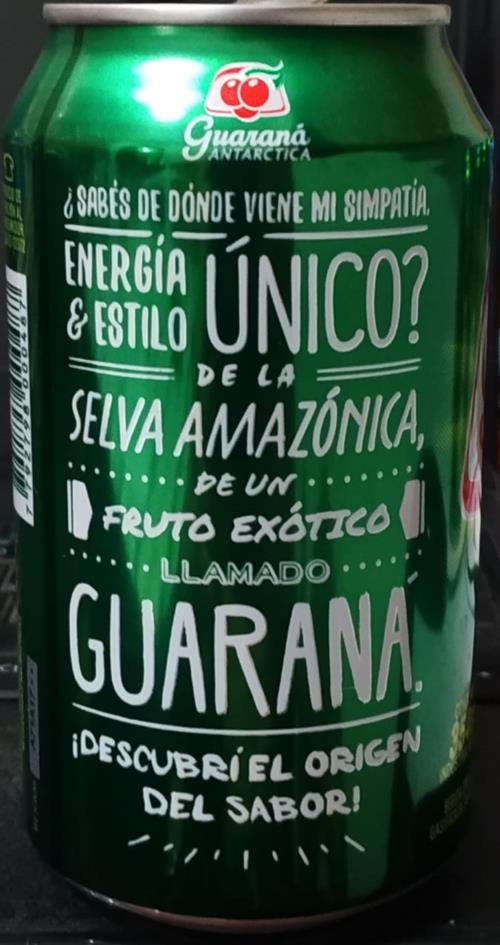 Guaraná
ANTARCTICA
¿SABÉS DE DÓNDE VIENE MI SIMPATÍA,
ENERGÍA
& ESTILO ÚNICO?
DE LA
SELVA AMAZÓNICA,
DE UN
FRUTO EXÓTICO
LLAMADO
GUARANÁ.
¡DESCUBRÍ EL ORIGEN
DEL SABOR!